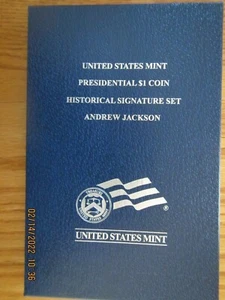 UNITED STATES MINT
PRESIDENTIAL $1 COIN
HISTORICAL SIGNATURE SET
ANDREW JACKSON
UNITED STATES MINT
02/14/2022 10:36